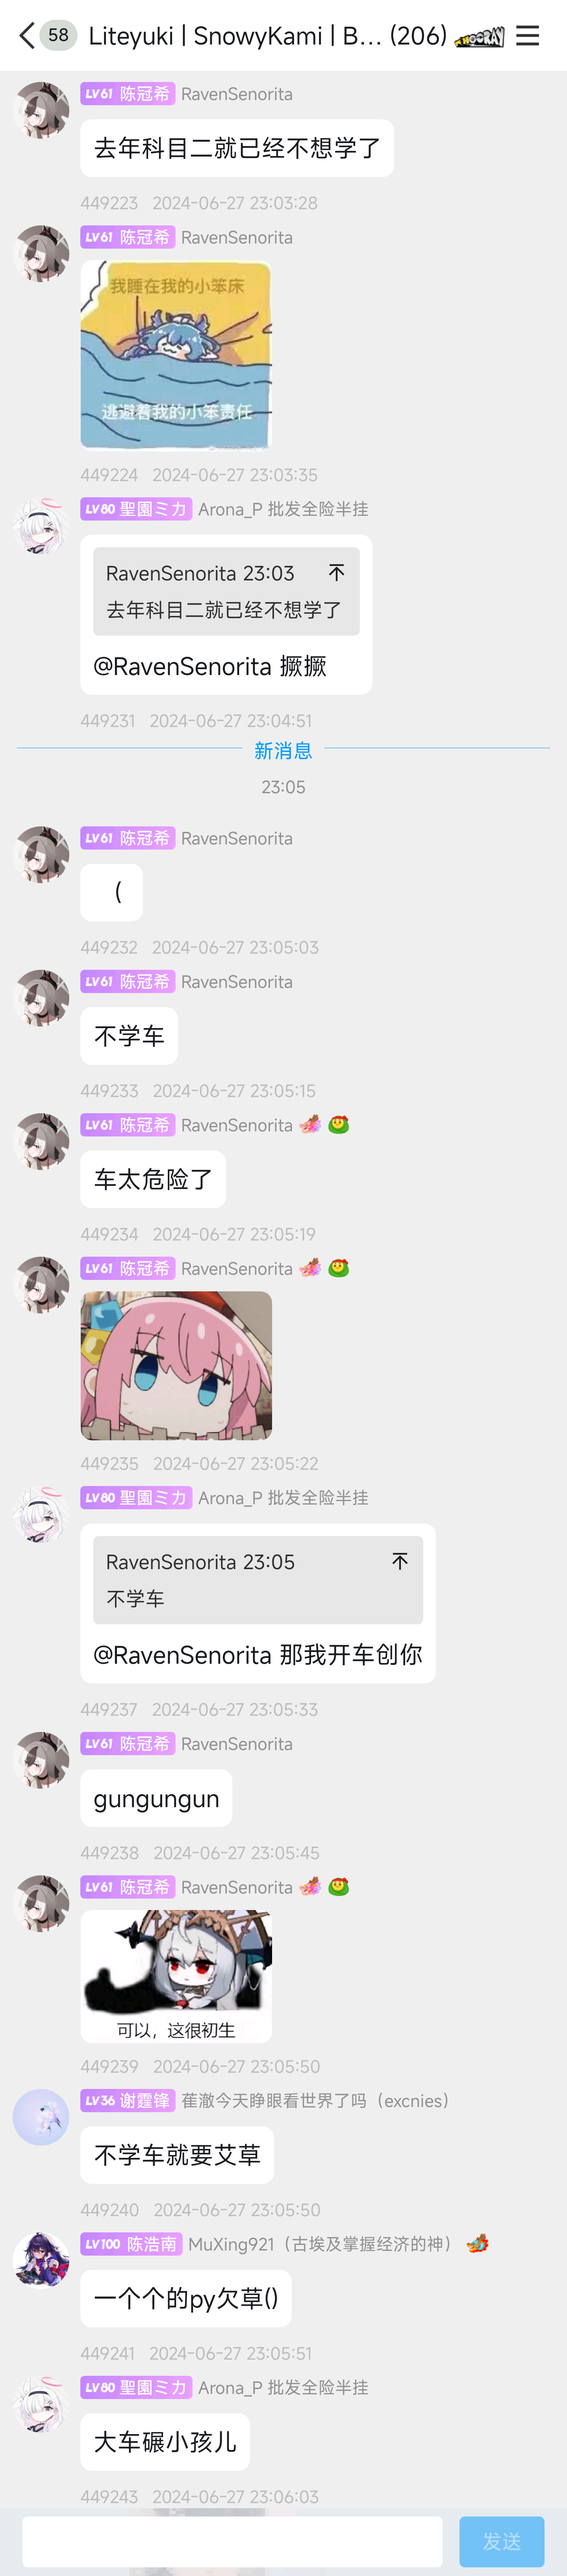 58 Liteyuki | SnowyKami | B... (206) HOORAY
LV61 陈冠希 RavenSenorita
去年科目二就已经不想学了
449223 2024-06-27 23:03:28
LV61 陈冠希 RavenSenorita
我睡在我的小笨床
逃避着我的小笨责任
449224 2024-06-27 23:03:35
LV80 聖園ミカ Arona_P 批发全险半挂
RavenSenorita 23:03
去年科目二就已经不想学了
@RavenSenorita 撅撅
449231 2024-06-27 23:04:51
新消息
23:05
LV61 陈冠希 RavenSenorita
（
449232 2024-06-27 23:05:03
LV61 陈冠希 RavenSenorita
不学车
449233 2024-06-27 23:05:15
LV61 陈冠希 RavenSenorita
车太危险了
449234 2024-06-27 23:05:19
LV61 陈冠希 RavenSenorita
449235 2024-06-27 23:05:22
LV80 聖園ミカ Arona_P 批发全险半挂
RavenSenorita 23:05
不学车
@RavenSenorita 那我开车创你
449237 2024-06-27 23:05:33
LV61 陈冠希 RavenSenorita
gungungun
449238 2024-06-27 23:05:45
LV61 陈冠希 RavenSenorita
可以，这很初生
449239 2024-06-27 23:05:50
LV36 谢霆锋 萑澈今天睁眼看世界了吗（excnies）
不学车就要艾草
449240 2024-06-27 23:05:50
LV100 陈浩南 MuXing921（古埃及掌握经济的神）
一个个的py欠草()
449241 2024-06-27 23:05:51
LV80 聖園ミカ Arona_P 批发全险半挂
大车碾小孩儿
449243 2024-06-27 23:06:03
发送